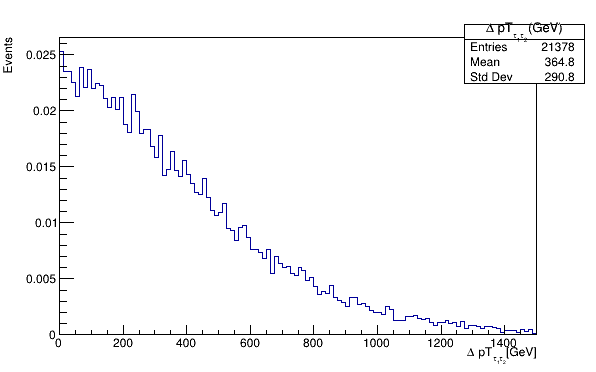 Δ pT_τ₁τ₂(GeV)
Entries 21378
Mean 364.8
Std Dev 290.8
Events
0.025
0.02
0.015
0.01
0.005
0
0 200 400 600 800 1000 1200 1400
Δ pT_τ₁τ₂[GeV]